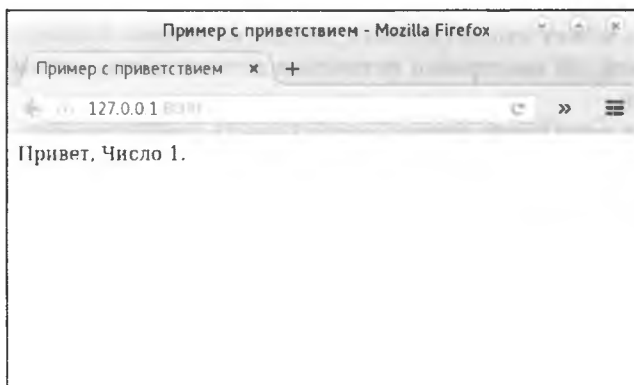 Пример с приветствием - Mozilla Firefox
Пример с приветствием × +
127.0.0.1 »
Привет, Число 1.